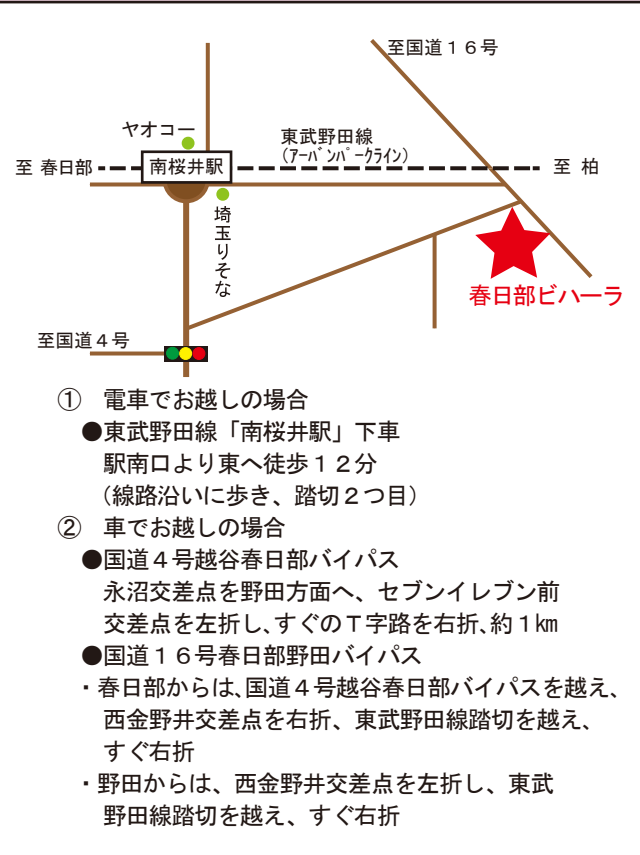 至国道１６号
ヤオコー
東武野田線
(アーバンパークライン)
至 春日部
南桜井駅
至 柏
埼玉りそな
春日部ビハーラ
至国道４号
①　電車でお越しの場合
●東武野田線「南桜井駅」下車
駅南口より東へ徒歩１２分
(線路沿いに歩き、踏切２つ目)
②　車でお越しの場合
●国道４号越谷春日部バイパス
永沼交差点を野田方面へ、セブンイレブン前
交差点を左折し、すぐのＴ字路を右折、約１㎞
●国道１６号春日部野田バイパス
・春日部からは、国道４号越谷春日部バイパスを越え、
西金野井交差点を右折、東武野田線踏切を越え、
すぐ右折
・野田からは、西金野井交差点を左折し、東武
野田線踏切を越え、すぐ右折